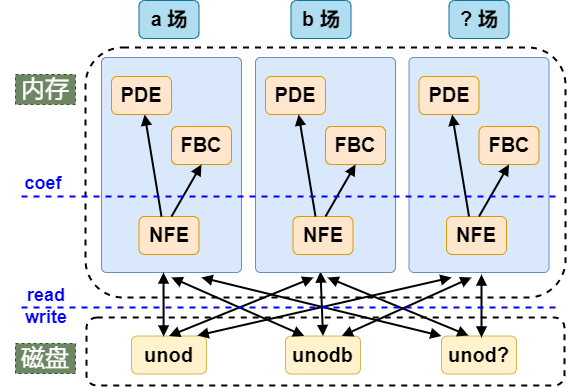 a 场
b 场
? 场
内存
PDE
PDE
PDE
FBC
FBC
FBC
coef
NFE
NFE
NFE
read
write
磁盘
unod
unodb
unod?